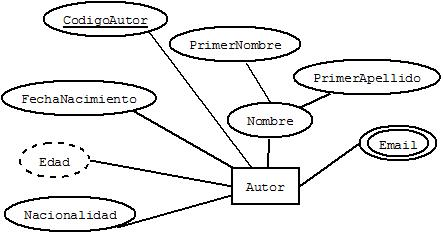 CodigoAutor
PrimerNombre
PrimerApellido
FechaNacimiento
Nombre
Email
Edad
Autor
Nacionalidad